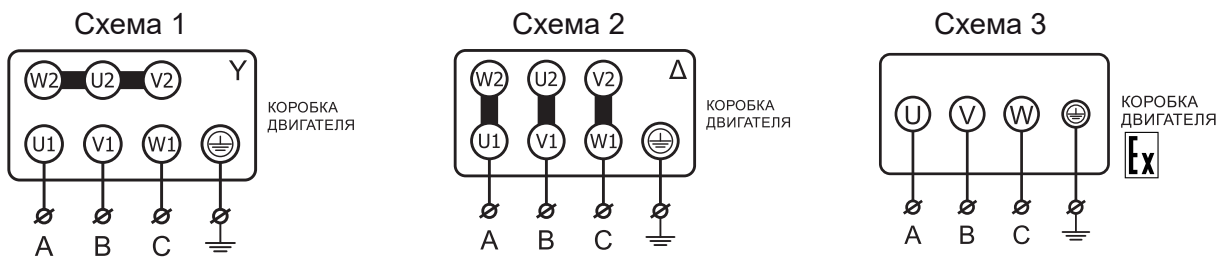 Схема 1
W2 U2 V2 Y
U1 V1 W1
A B C
КОРОБКА
ДВИГАТЕЛЯ
Схема 2
W2 U2 V2 Δ
U1 V1 W1
A B C
КОРОБКА
ДВИГАТЕЛЯ
Схема 3
U V W
A B C
КОРОБКА
ДВИГАТЕЛЯ
Ex